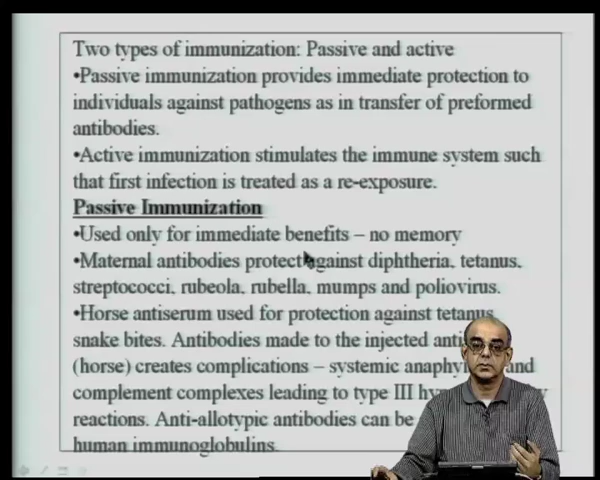 Two types of immunization: Passive and active
•Passive immunization provides immediate protection to
individuals against pathogens as in transfer of preformed
antibodies.
•Active immunization stimulates the immune system such
that first infection is treated as a re-exposure.
Passive Immunization
•Used only for immediate benefits – no memory
•Maternal antibodies protect against diphtheria, tetanus,
streptococci, rubeola, rubella, mumps and poliovirus.
•Horse antiserum used for protection against tetanus,
snake bites. Antibodies made to the injected
(horse) creates complications – systemic and
complement complexes leading to type III
reactions. Anti-allotypic antibodies can be
human immunoglobulins.